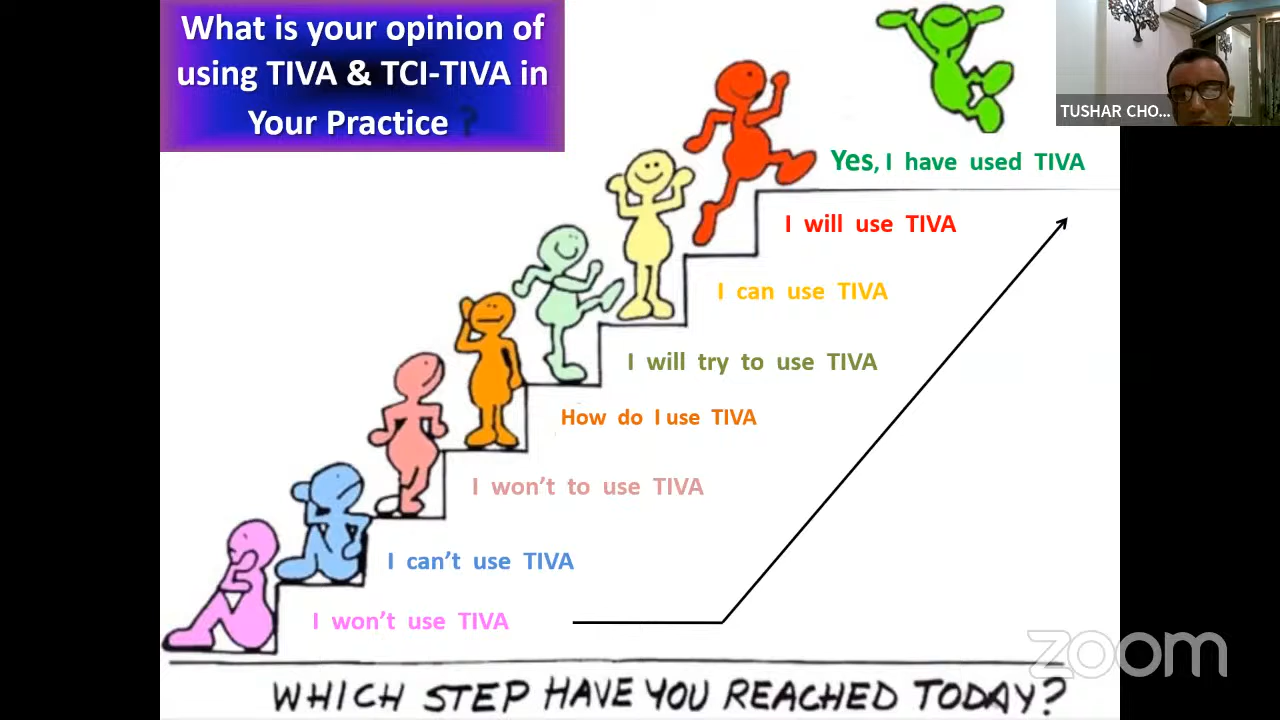 What is your opinion of
using TIVA & TCI-TIVA in
Your Practice ?
TUSHAR CHO...
Yes, I have used TIVA
I will use TIVA
I can use TIVA
I will try to use TIVA
How do I use TIVA
I won't to use TIVA
I can't use TIVA
I won't use TIVA
zoom
WHICH STEP HAVE YOU REACHED TODAY?